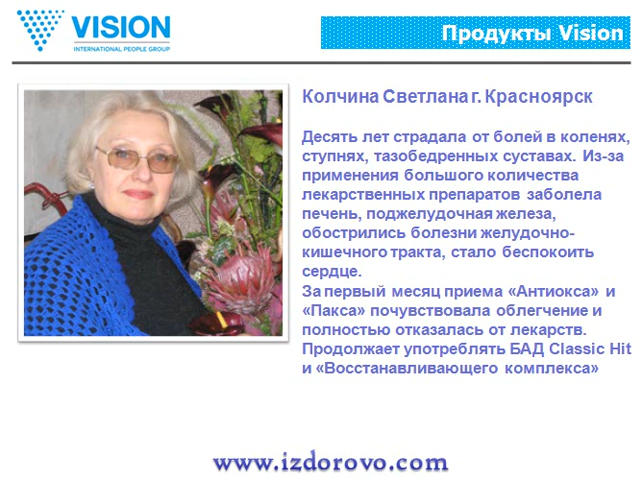 VISION
INTERNATIONAL PEOPLE GROUP
Продукты Vision
Колчина Светлана г. Красноярск
Десять лет страдала от болей в коленях,
ступнях, тазобедренных суставах. Из-за
применения большого количества
лекарственных препаратов заболела
печень, поджелудочная железа,
обострились болезни желудочно-
кишечного тракта, стало беспокоить
сердце.
За первый месяц приема «Антиокса» и
«Пакса» почувствовала облегчение и
полностью отказалась от лекарств.
Продолжает употреблять БАД Classic Hit
и «Восстанавливающего комплекса»
www.izdorovo.com